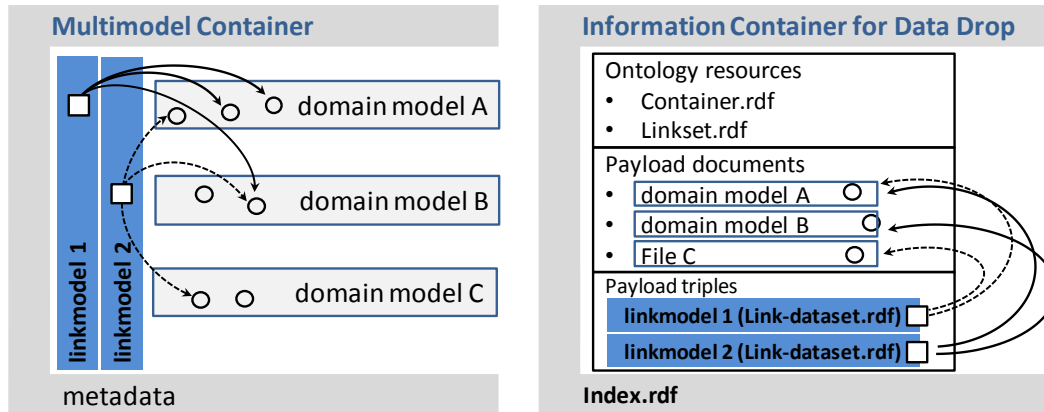 Multimodel Container
linkmodel 1
linkmodel 2
domain model A
domain model B
domain model C
metadata
Information Container for Data Drop
Ontology resources
• Container.rdf
• Linkset.rdf
Payload documents
• domain model A
• domain model B
• File C
Payload triples
linkmodel 1 (Link-dataset.rdf)
linkmodel 2 (Link-dataset.rdf)
Index.rdf